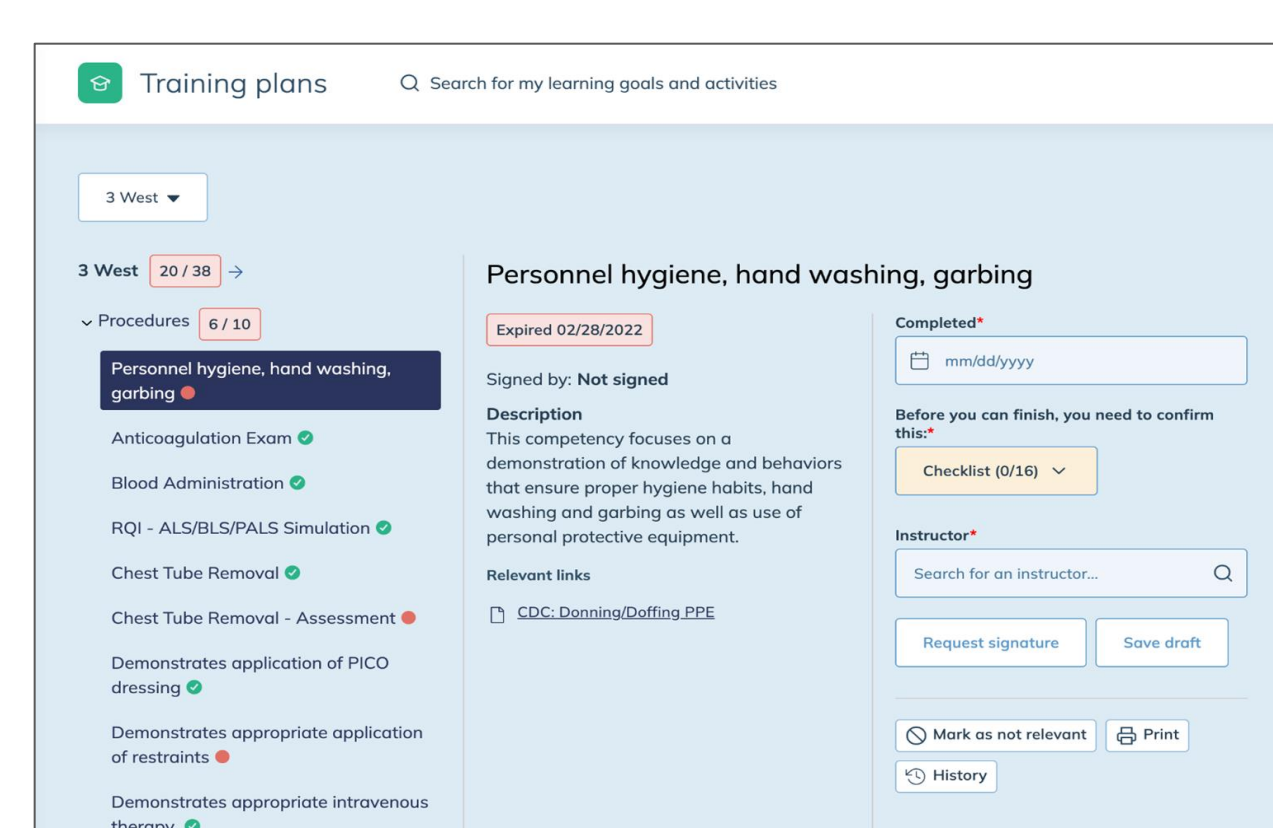 Training plans
Search for my learning goals and activities
3 West
3 West 20 / 38
Procedures 6 / 10
Personnel hygiene, hand washing,
garbing
Anticoagulation Exam
Blood Administration
RQI - ALS/BLS/PALS Simulation
Chest Tube Removal
Chest Tube Removal - Assessment
Demonstrates application of PICO
dressing
Demonstrates appropriate application
of restraints
Demonstrates appropriate intravenous
therapy
Personnel hygiene, hand washing, garbing
Expired 02/28/2022
Signed by: Not signed
Description
This competency focuses on a
demonstration of knowledge and behaviors
that ensure proper hygiene habits, hand
washing and garbing as well as use of
personal protective equipment.
Relevant links
CDC: Donning/Doffing PPE
Completed*
mm/dd/yyyy
Before you can finish, you need to confirm
this:*
Checklist (0/16)
Instructor*
Search for an instructor...
Request signature
Save draft
Mark as not relevant
Print
History